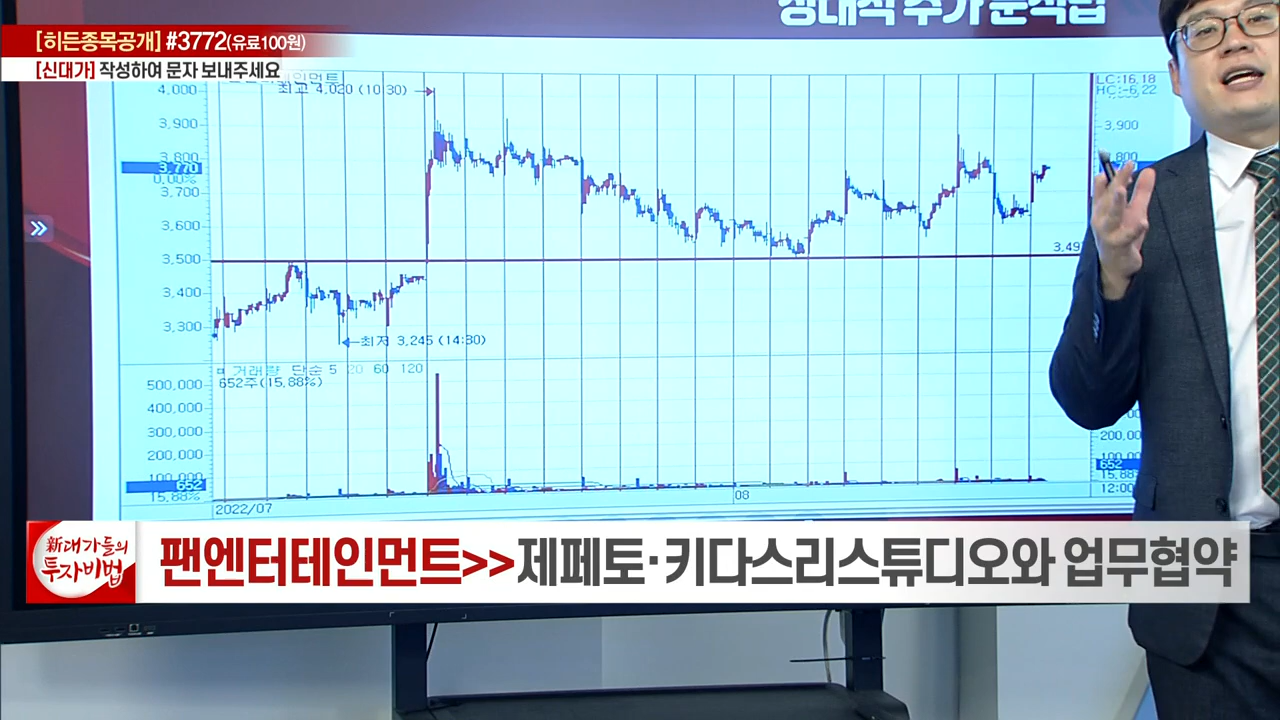 상대적 주가 분석법
[히든종목공개] #3772(유료100원)
[신대가] 작성하여 문자 보내주세요
최고 4,020 (10:30)
LC:16.18
HC:-6.22
4,000
3,900
3,800
3,770
0.00%
3,700
3,600
3,500
3,400
3,300
3,900
800
3,49
최저 3,245 (14:30)
거래량 단순 5 20 60 120
652주(15.88%)
500,000
400,000
300,000
200,000
100,000
652
15.88%
200,00
652
12:00
2022/07
08
新대가들의
투자비법
팬엔터테인먼트>>제페토·키다스리스튜디오와 업무협약